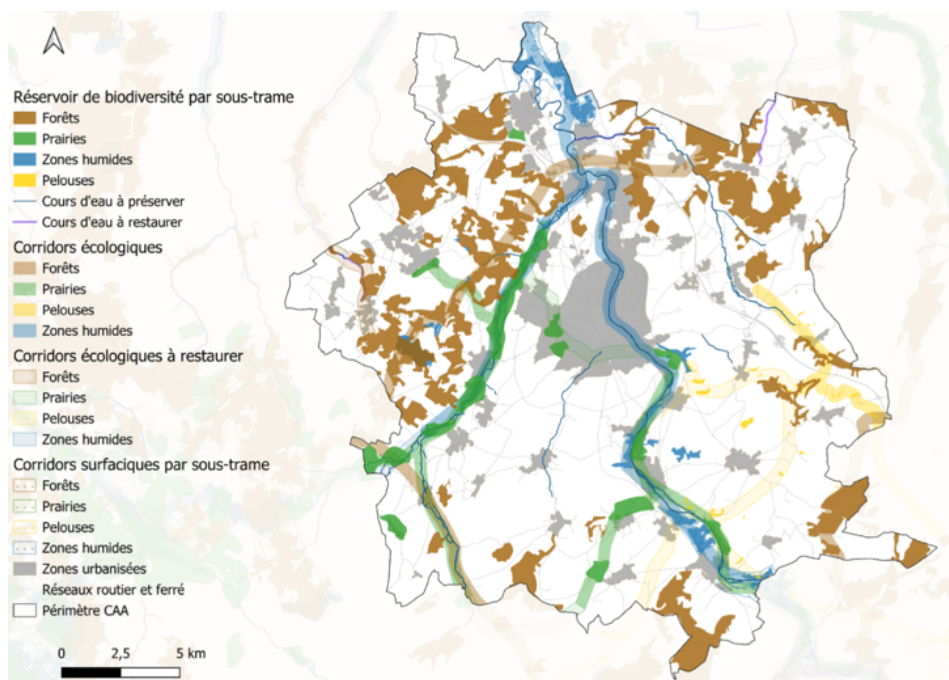 Réservoir de biodiversité par sous-trame
Forêts
Prairies
Zones humides
Pelouses
Cours d'eau à préserver
Cours d'eau à restaurer
Corridors écologiques
Forêts
Prairies
Pelouses
Zones humides
Corridors écologiques à restaurer
Forêts
Prairies
Pelouses
Zones humides
Corridors surfaciques par sous-trame
Forêts
Prairies
Pelouses
Zones humides
Zones urbanisées
Réseaux routier et ferré
Périmètre CAA
0 2,5 5 km